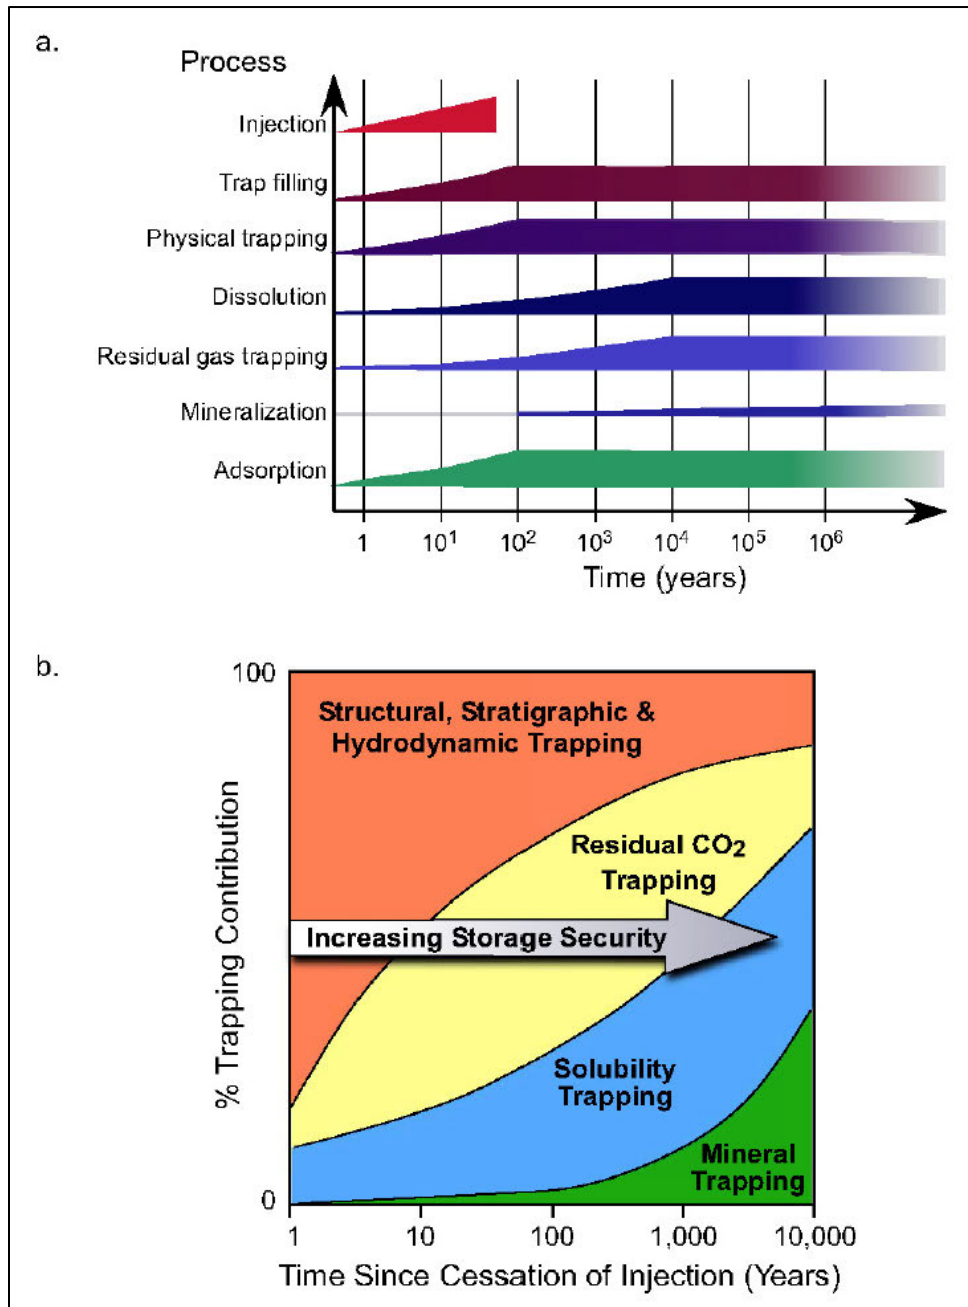 a.
Process
Injection
Trap filling
Physical trapping
Dissolution
Residual gas trapping
Mineralization
Adsorption
1 10¹ 10² 10³ 10⁴ 10⁵ 10⁶
Time (years)
b.
100
Structural, Stratigraphic &
Hydrodynamic Trapping
% Trapping Contribution
Residual CO₂
Trapping
Increasing Storage Security
Solubility
Trapping
Mineral
Trapping
0
1 10 100 1,000 10,000
Time Since Cessation of Injection (Years)